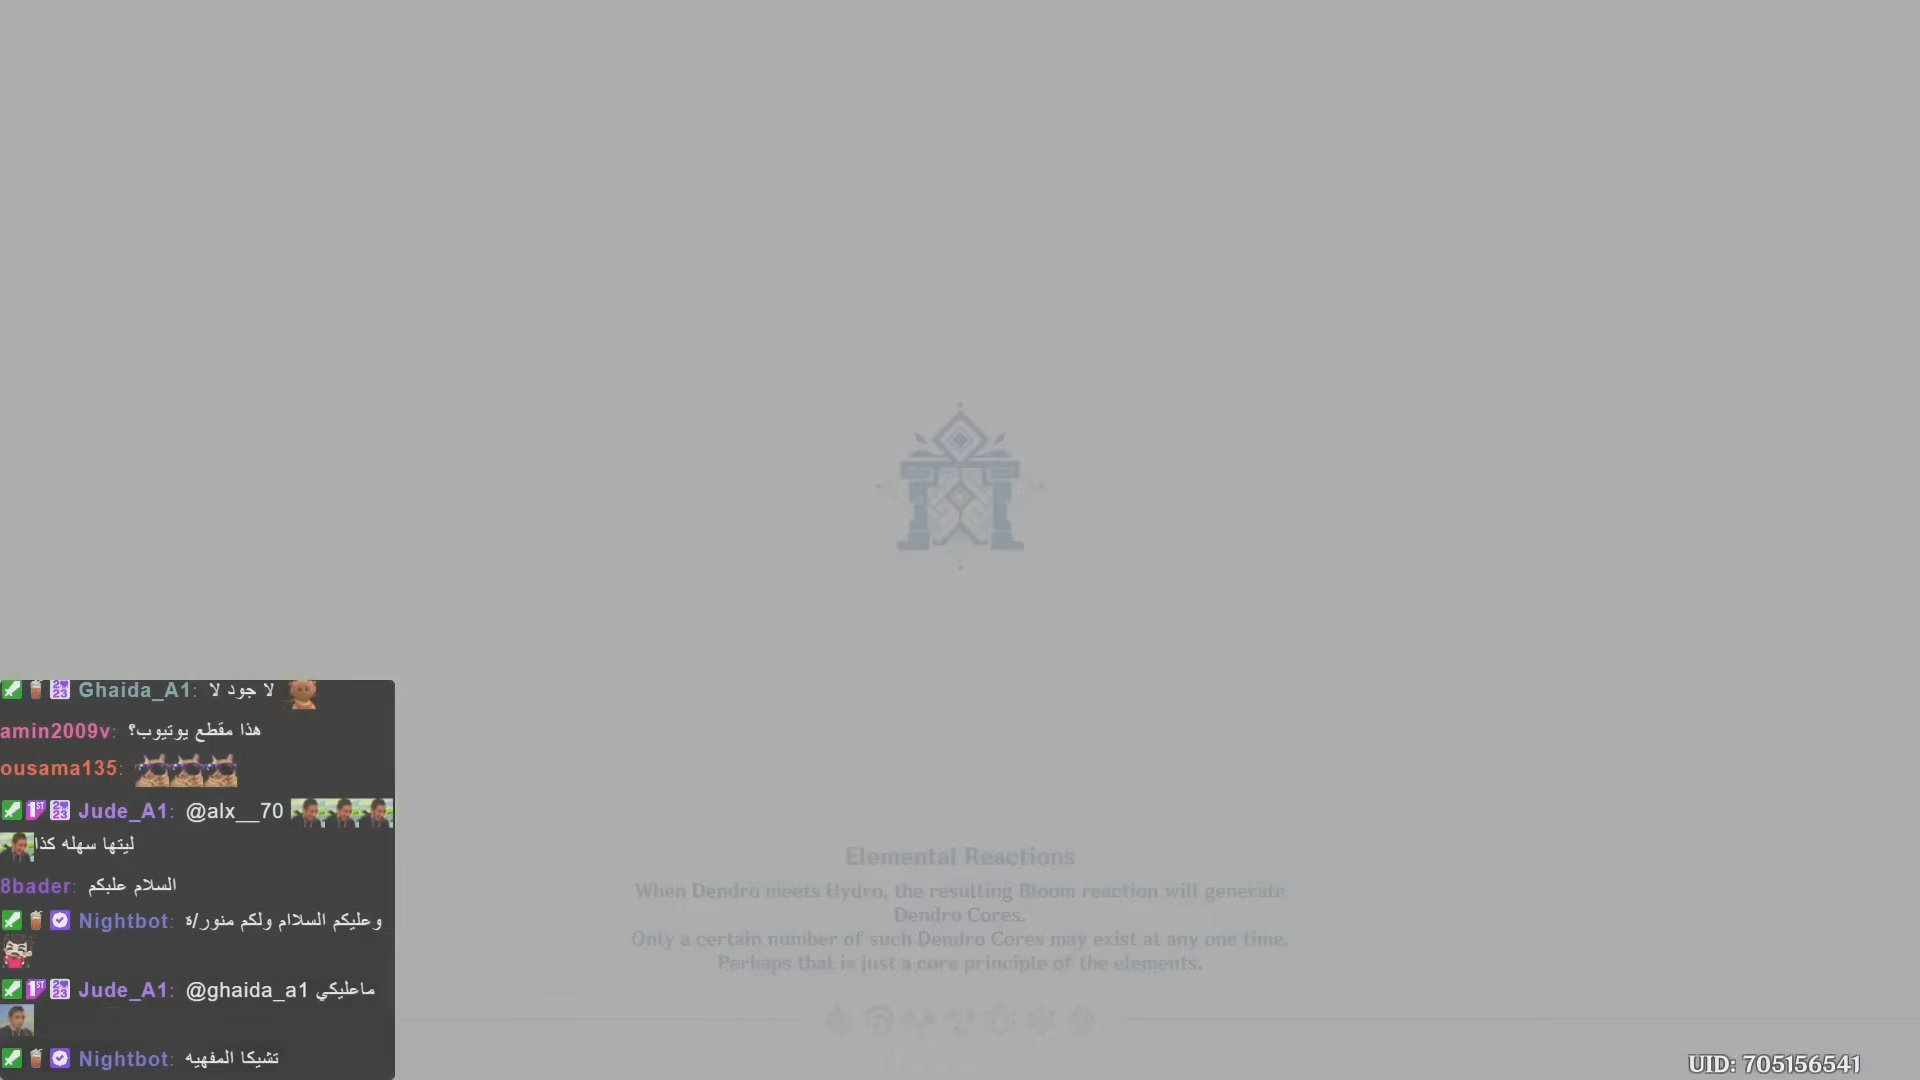 Ghaida_A1: لا جود لا
amin2009v: هذا مقطع يوتيوب؟
ousama135:
Jude_A1: @alx__70
ليتها سهله كذا
8bader: السلام علبكم
Nightbot: وعليكم السلاام ولكم منور/ة
Jude_A1: @ghaida_a1 ماعليكي
Nightbot: تشيكا المفهيه
Elemental Reactions
When Dendro meets Hydro, the resulting Bloom reaction will generate
Dendro Cores.
Only a certain number of such Dendro Cores may exist at any one time.
Perhaps that is just a core principle of the elements.
UID: 705156541